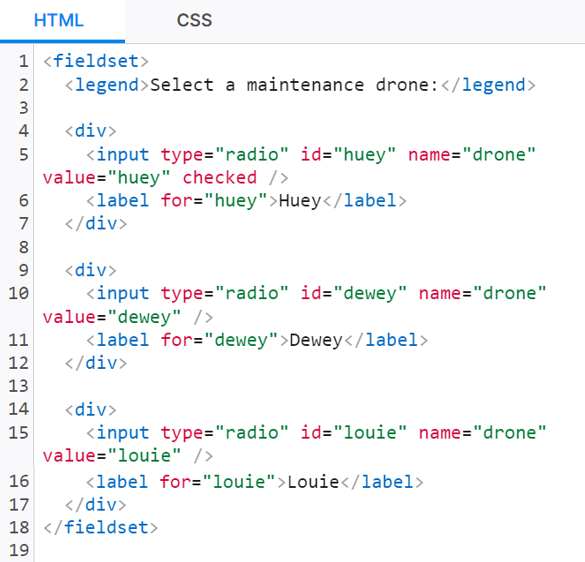 HTML CSS
1 <fieldset>
2   <legend>Select a maintenance drone:</legend>
3
4   <div>
5     <input type="radio" id="huey" name="drone"
value="huey" checked />
6     <label for="huey">Huey</label>
7   </div>
8
9   <div>
10     <input type="radio" id="dewey" name="drone"
value="dewey" />
11     <label for="dewey">Dewey</label>
12   </div>
13
14   <div>
15     <input type="radio" id="louie" name="drone"
value="louie" />
16     <label for="louie">Louie</label>
17   </div>
18 </fieldset>
19